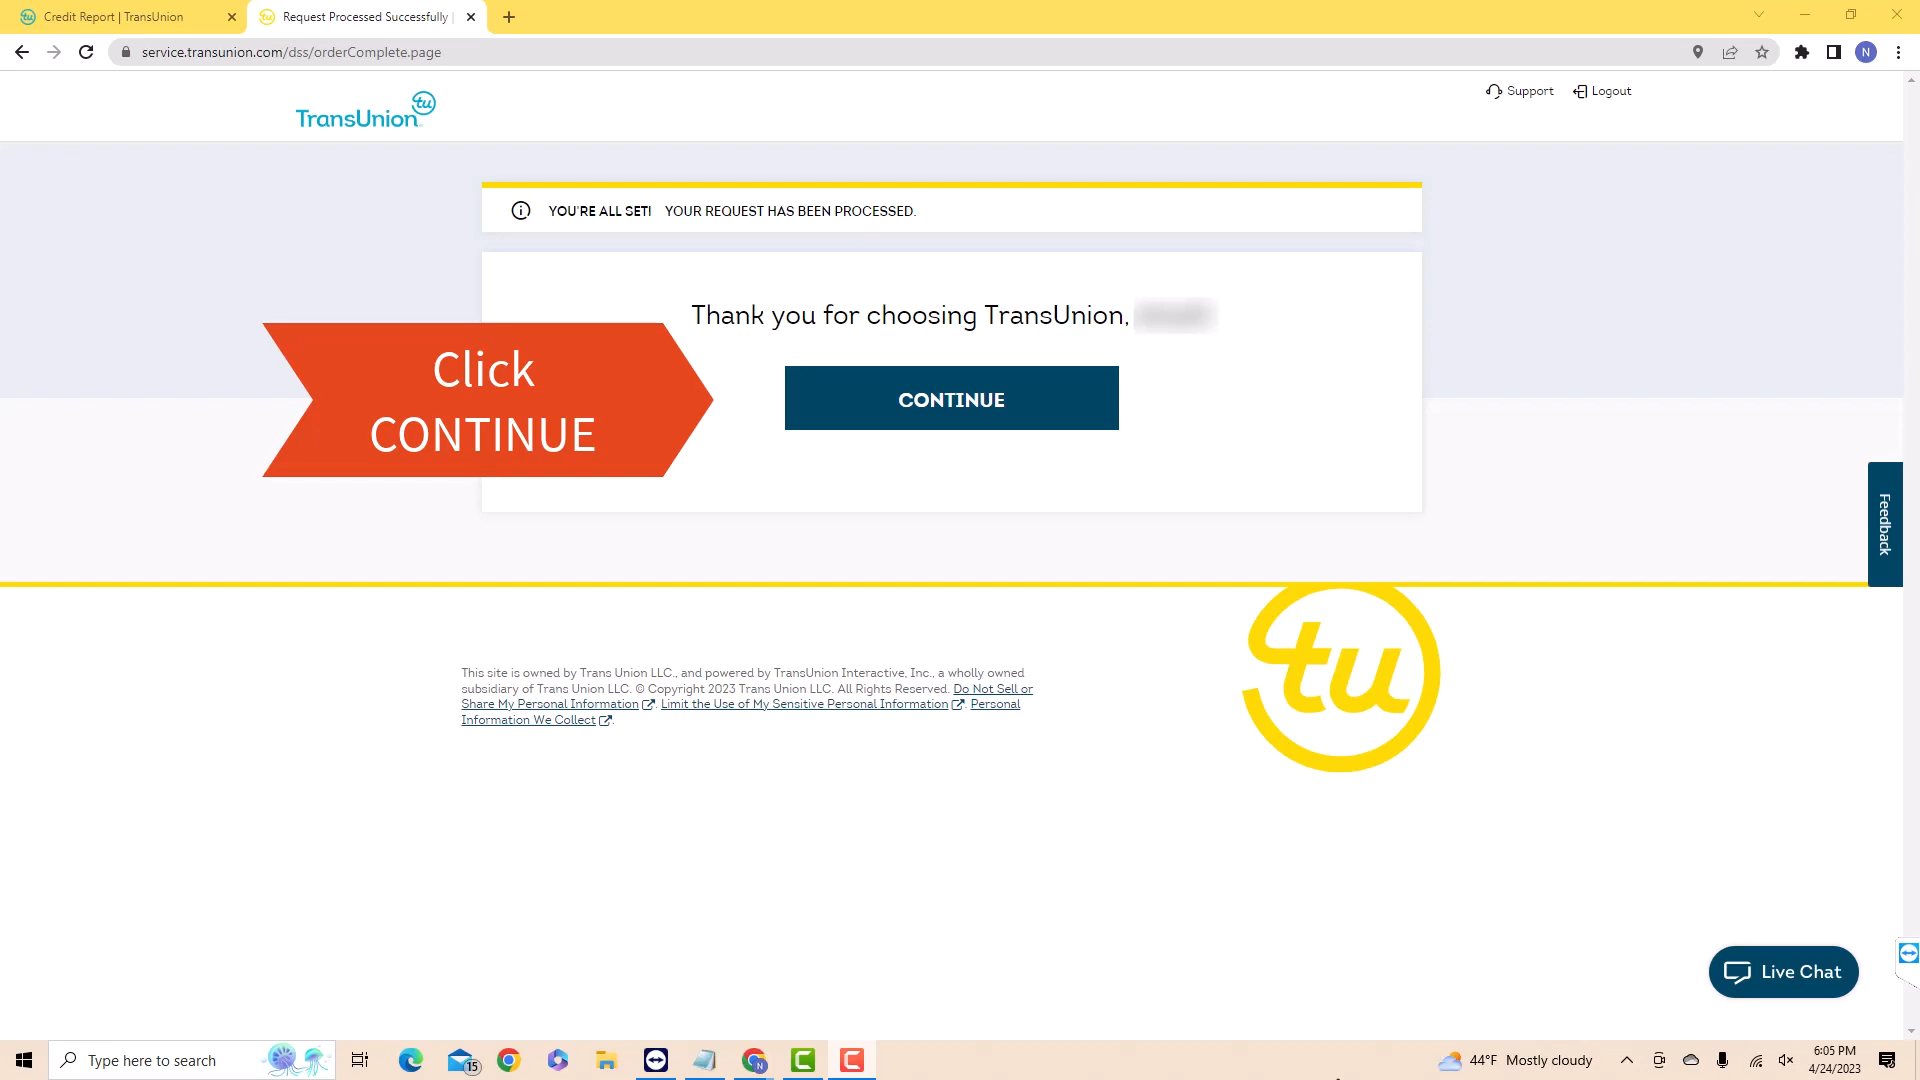 Credit Report | TransUnion
Request Processed Successfully |
service.transunion.com/dss/orderComplete.page
N
TransUnion
tu
Support
Logout
YOU'RE ALL SET! YOUR REQUEST HAS BEEN PROCESSED.
Thank you for choosing TransUnion,
Click
CONTINUE
CONTINUE
Feedback
tu
This site is owned by Trans Union LLC., and powered by TransUnion Interactive, Inc., a wholly owned
subsidiary of Trans Union LLC. © Copyright 2023 Trans Union LLC. All Rights Reserved. Do Not Sell or
Share My Personal Information. Limit the Use of My Sensitive Personal Information. Personal
Information We Collect.
Live Chat
Type here to search
15
N
44°F Mostly cloudy
6:05 PM
4/24/2023